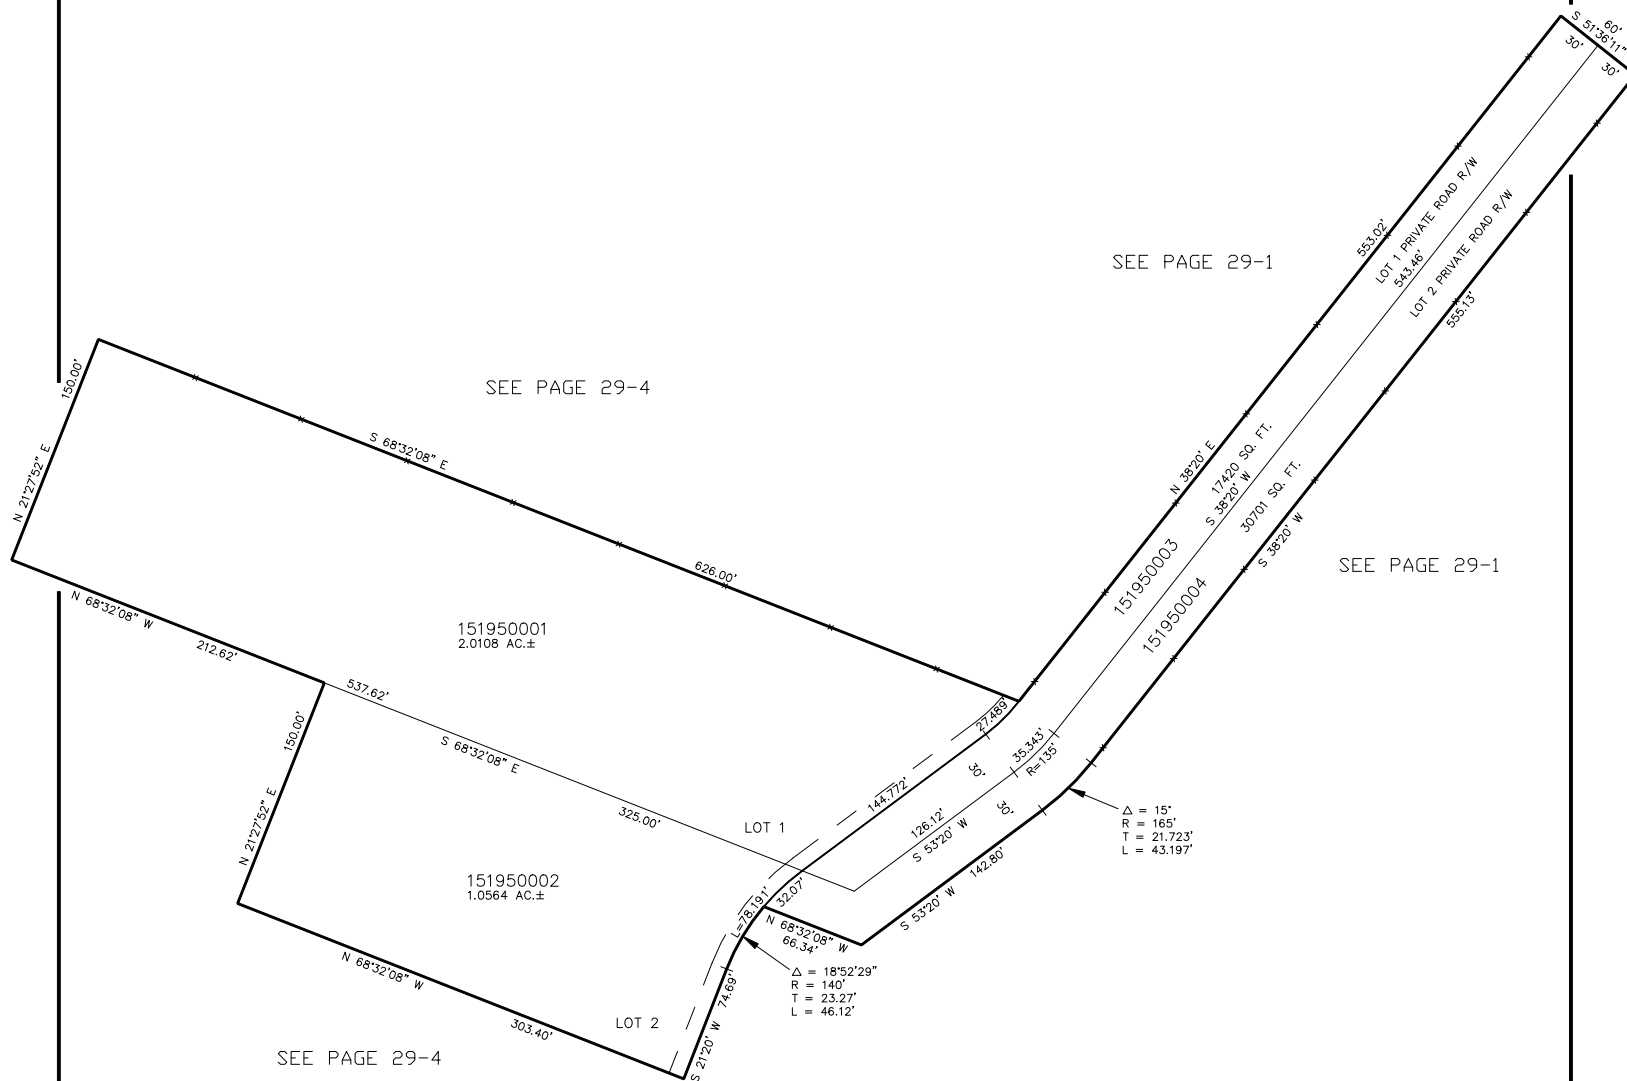 60'
S 51°36'11"
30'
30'
LOT 1 PRIVATE ROAD R/W
553.02'
543.46'
LOT 2 PRIVATE ROAD R/W
555.13'
SEE PAGE 29-1
150.00'
SEE PAGE 29-4
S 68°32'08" E
N 21°27'52" E
N 38°20' E
17420 SQ. FT.
S 38°20' W
30701 SQ. FT.
S 38°20' W
SEE PAGE 29-1
151950003
151950004
626.00'
N 68°32'08" W
212.62'
151950001
2.0108 AC.±
537.62'
150.00'
S 68°32'08" E
325.00'
27.489'
35.343'
R=135'
30'
30'
144.772'
126.12'
S 53°20' W
LOT 1
Δ = 15°
R = 165'
T = 21.723'
L = 43.197'
142.80'
S 53°20' W
N 21°27'52" E
151950002
1.0564 AC.±
L=78.191'
32.07'
N 68°32'08" W
66.34'
Δ = 18°52'29"
R = 140'
T = 23.27'
L = 46.12'
N 68°32'08" W
303.40'
74.69'
S 21°20' W
LOT 2
SEE PAGE 29-4